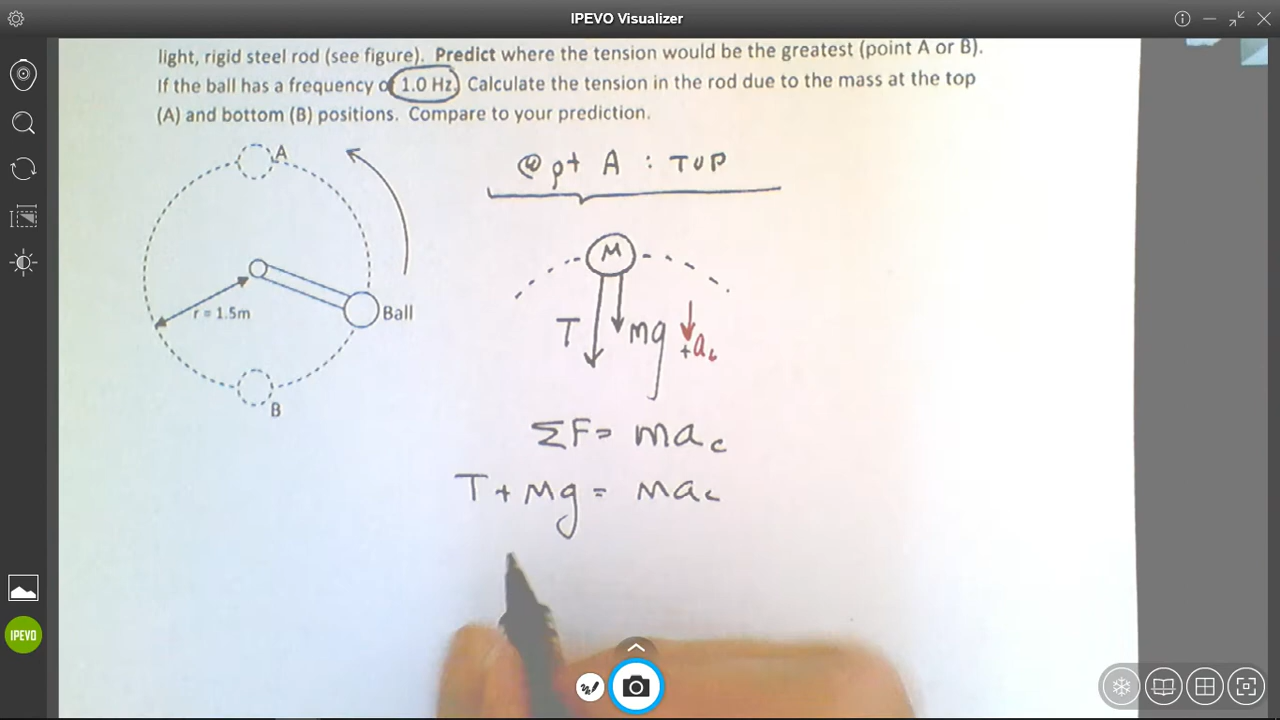 IPEVO Visualizer
light, rigid steel rod (see figure). Predict where the tension would be the greatest (point A or B).
If the ball has a frequency of 1.0 Hz. Calculate the tension in the rod due to the mass at the top
(A) and bottom (B) positions. Compare to your prediction.
A
@ pt A : TOP
M
r = 1.5m
Ball
T
mg
+ac
B
ΣF = mac
T + Mg = mac
IPEVO